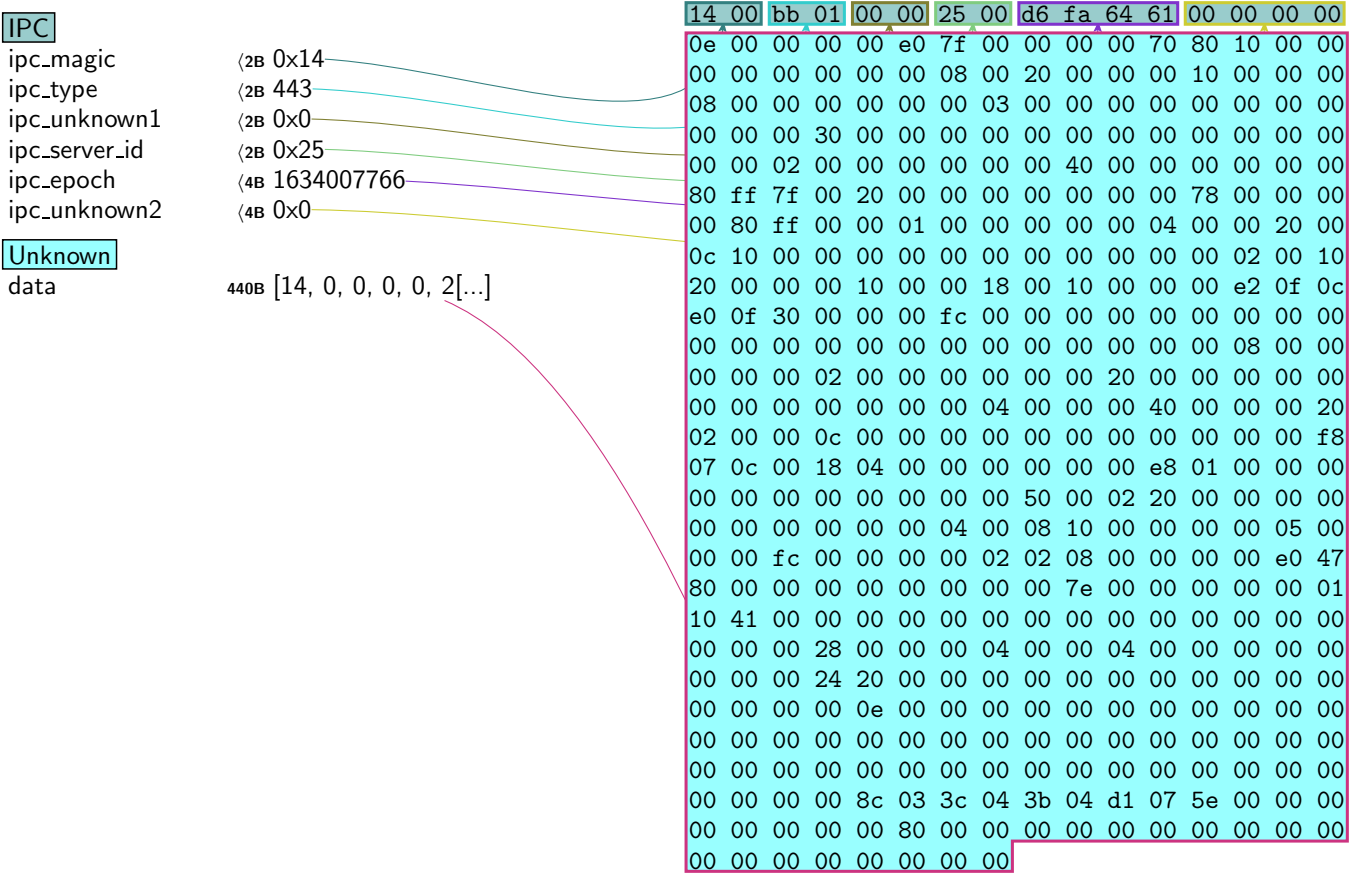 IPC
ipc_magic ⟨2B 0x14
ipc_type ⟨2B 443
ipc_unknown1 ⟨2B 0x0
ipc_server_id ⟨2B 0x25
ipc_epoch ⟨4B 1634007766
ipc_unknown2 ⟨4B 0x0
Unknown
data 440B [14, 0, 0, 0, 0, 2[...]
14 00 bb 01 00 00 25 00 d6 fa 64 61 00 00 00 00
0e 00 00 00 00 e0 7f 00 00 00 00 70 80 10 00 00
00 00 00 00 00 00 08 00 20 00 00 00 10 00 00 00
08 00 00 00 00 00 00 03 00 00 00 00 00 00 00 00
00 00 00 30 00 00 00 00 00 00 00 00 00 00 00 00
00 00 02 00 00 00 00 00 00 40 00 00 00 00 00 00
80 ff 7f 00 20 00 00 00 00 00 00 00 78 00 00 00
00 80 ff 00 00 01 00 00 00 00 00 04 00 00 20 00
0c 10 00 00 00 00 00 00 00 00 00 00 00 02 00 10
20 00 00 00 10 00 00 18 00 10 00 00 00 e2 0f 0c
e0 0f 30 00 00 00 fc 00 00 00 00 00 00 00 00 00
00 00 00 00 00 00 00 00 00 00 00 00 00 08 00 00
00 00 00 02 00 00 00 00 00 00 20 00 00 00 00 00
00 00 00 00 00 00 00 04 00 00 00 40 00 00 00 20
02 00 00 0c 00 00 00 00 00 00 00 00 00 00 00 f8
07 0c 00 18 04 00 00 00 00 00 00 e8 01 00 00 00
00 00 00 00 00 00 00 00 50 00 02 20 00 00 00 00
00 00 00 00 00 00 04 00 08 10 00 00 00 00 05 00
00 00 fc 00 00 00 00 02 02 08 00 00 00 00 e0 47
80 00 00 00 00 00 00 00 00 7e 00 00 00 00 00 01
10 41 00 00 00 00 00 00 00 00 00 00 00 00 00 00
00 00 00 28 00 00 00 04 00 00 04 00 00 00 00 00
00 00 00 24 20 00 00 00 00 00 00 00 00 00 00 00
00 00 00 00 0e 00 00 00 00 00 00 00 00 00 00 00
00 00 00 00 00 00 00 00 00 00 00 00 00 00 00 00
00 00 00 00 00 00 00 00 00 00 00 00 00 00 00 00
00 00 00 00 8c 03 3c 04 3b 04 d1 07 5e 00 00 00
00 00 00 00 00 80 00 00 00 00 00 00 00 00 00 00
00 00 00 00 00 00 00 00